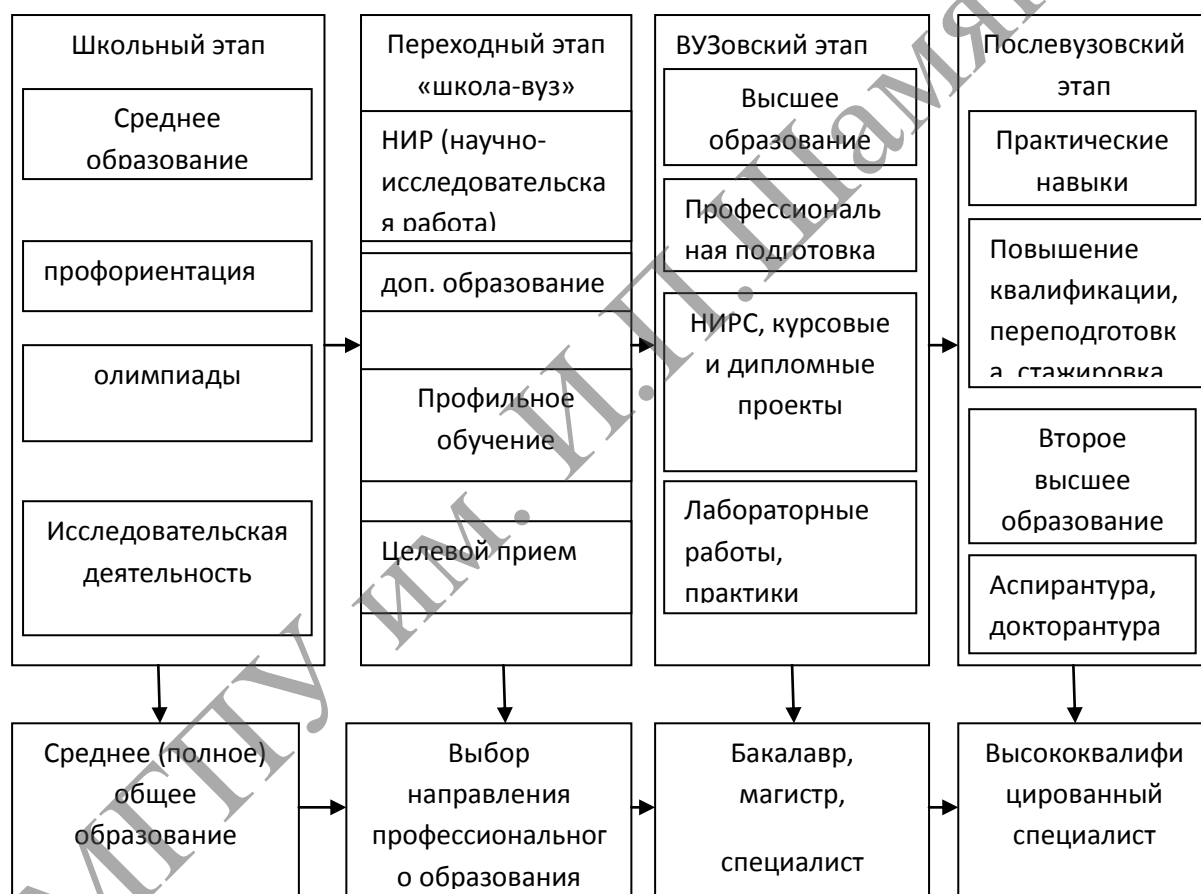 Школьный этап
Среднее
образование
профориентация
олимпиады
Исследовательская
деятельность
Переходный этап
«школа-вуз»
НИР (научно-
исследовательска
я работа)
доп. образование
Профильное
обучение
Целевой прием
ВУЗовский этап
Высшее
образование
Профессиональ
ная подготовка
НИРС, курсовые
и дипломные
проекты
Лабораторные
работы,
практики
Послевузовский
этап
Практические
навыки
Повышение
квалификации,
переподготовк
а, стажировка
Второе
высшее
образование
Аспирантура,
докторантура
Среднее (полное)
общее
образование
Выбор
направления
профессиональног
о образования
Бакалавр,
магистр,
специалист
Высококвалифи
цированный
специалист
МГПУ им. И.П.Шамяк